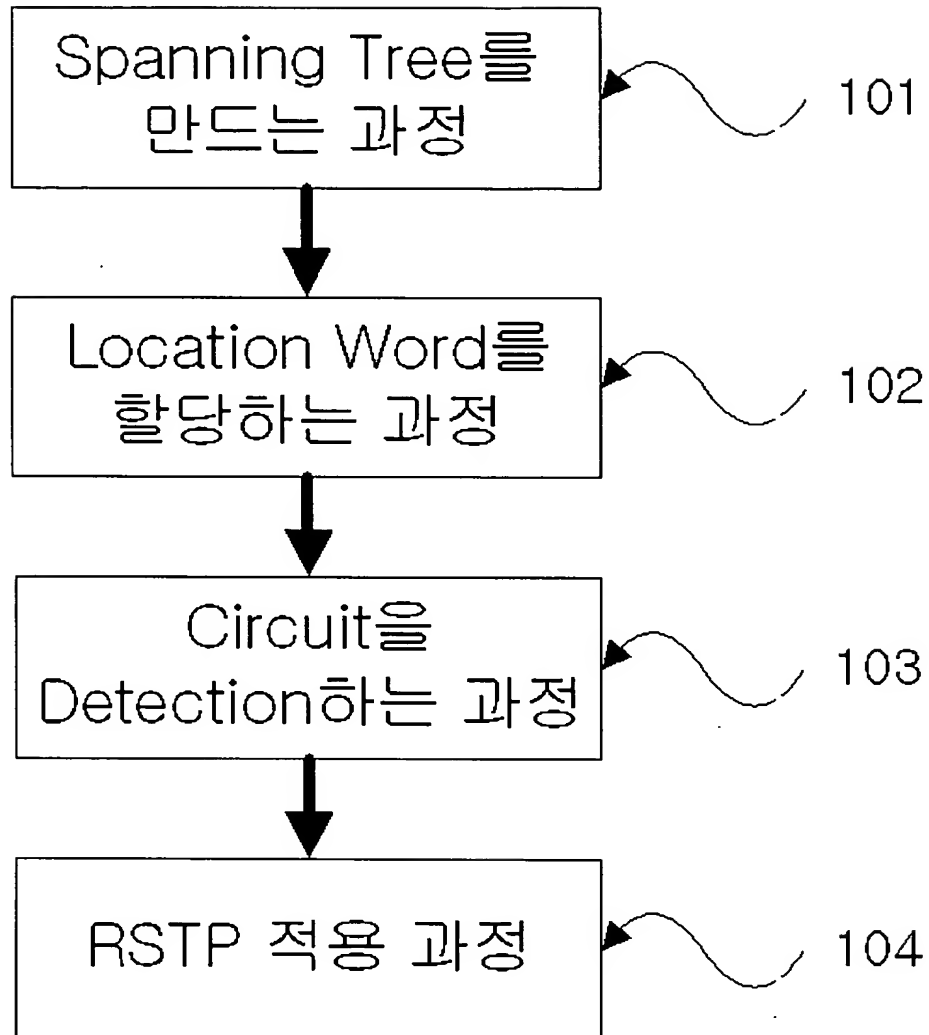 Spanning Tree를
만드는 과정
101
Location Word를
할당하는 과정
102
Circuit을
Detection하는 과정
103
RSTP 적용 과정
104